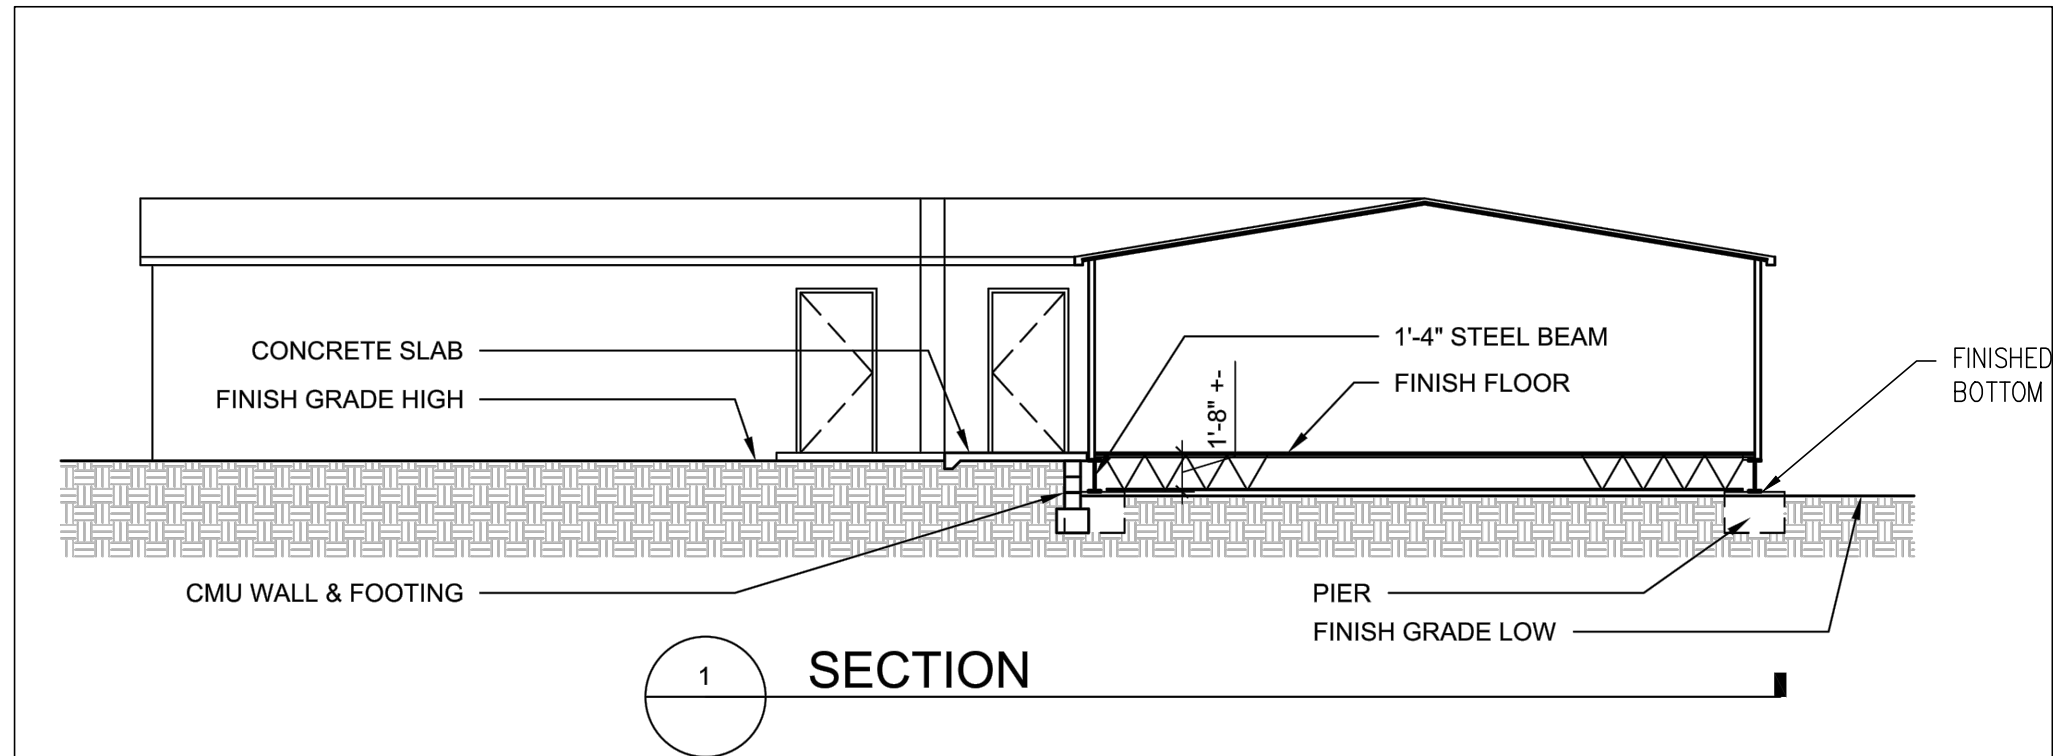 CONCRETE SLAB
FINISH GRADE HIGH
1'-4" STEEL BEAM
FINISH FLOOR
1'-8" +-
FINISHED
BOTTOM
CMU WALL & FOOTING
PIER
FINISH GRADE LOW
1
SECTION